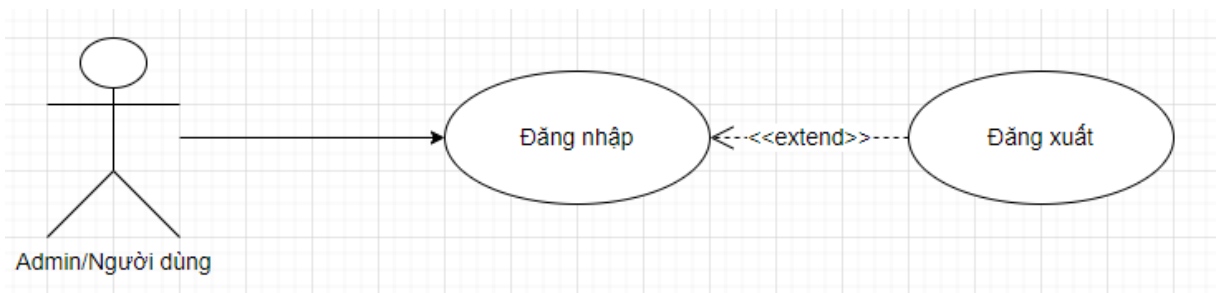 Đăng nhập
<<extend>>
Đăng xuất
Admin/Người dùng